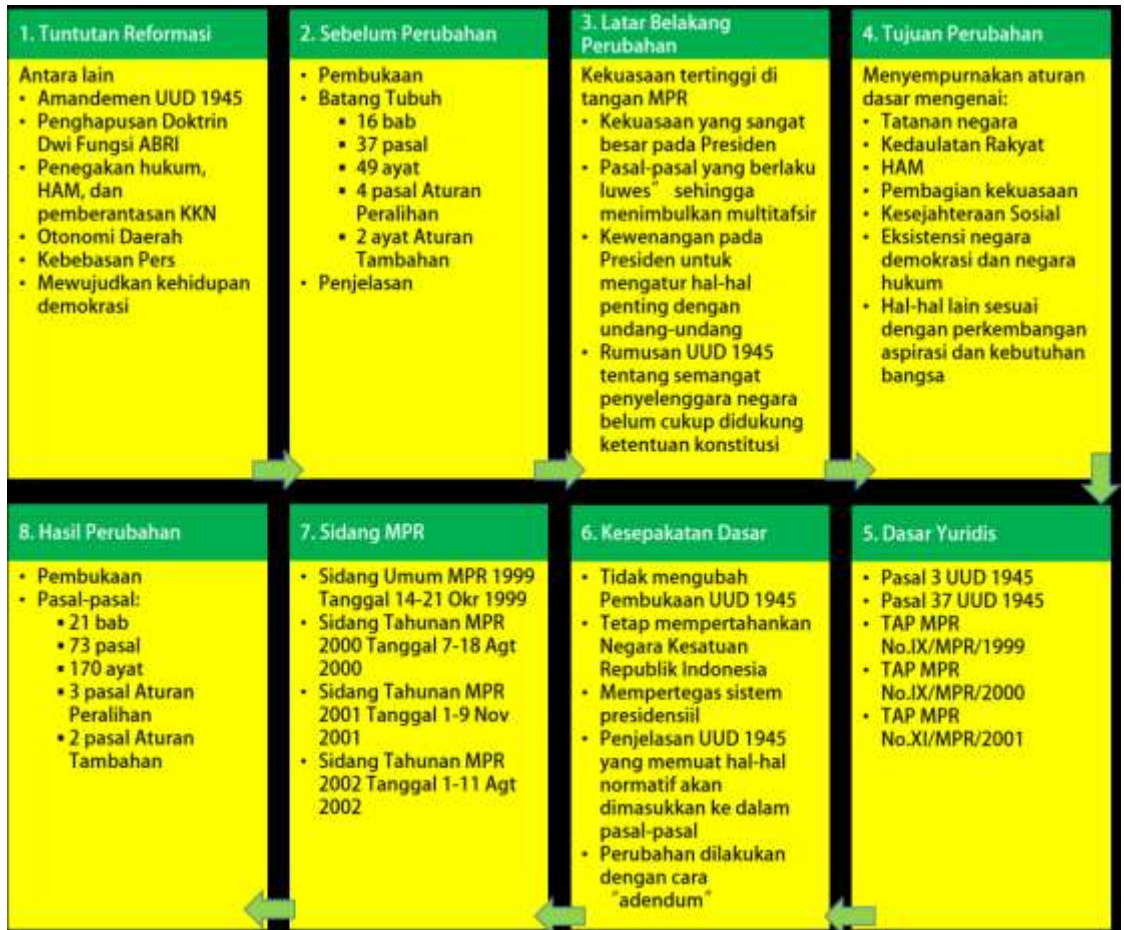 1. Tuntutan Reformasi
Antara lain
• Amandemen UUD 1945
• Penghapusan Doktrin
Dwi Fungsi ABRI
• Penegakan hukum,
HAM, dan
pemberantasan KKN
• Otonomi Daerah
• Kebebasan Pers
• Mewujudkan kehidupan
demokrasi
2. Sebelum Perubahan
• Pembukaan
• Batang Tubuh
▪ 16 bab
▪ 37 pasal
▪ 49 ayat
▪ 4 pasal Aturan
Peralihan
▪ 2 ayat Aturan
Tambahan
• Penjelasan
3. Latar Belakang
Perubahan
Kekuasaan tertinggi di
tangan MPR
• Kekuasaan yang sangat
besar pada Presiden
• Pasal-pasal yang berlaku
luwes” sehingga
menimbulkan multitafsir
• Kewenangan pada
Presiden untuk
mengatur hal-hal
penting dengan
undang-undang
• Rumusan UUD 1945
tentang semangat
penyelenggara negara
belum cukup didukung
ketentuan konstitusi
4. Tujuan Perubahan
Menyempurnakan aturan
dasar mengenai:
• Tatanan negara
• Kedaulatan Rakyat
• HAM
• Pembagian kekuasaan
• Kesejahteraan Sosial
• Eksistensi negara
demokrasi dan negara
hukum
• Hal-hal lain sesuai
dengan perkembangan
aspirasi dan kebutuhan
bangsa
5. Dasar Yuridis
• Pasal 3 UUD 1945
• Pasal 37 UUD 1945
• TAP MPR
No.IX/MPR/1999
• TAP MPR
No.IX/MPR/2000
• TAP MPR
No.XI/MPR/2001
6. Kesepakatan Dasar
• Tidak mengubah
Pembukaan UUD 1945
• Tetap mempertahankan
Negara Kesatuan
Republik Indonesia
• Mempertegas sistem
presidensiil
• Penjelasan UUD 1945
yang memuat hal-hal
normatif akan
dimasukkan ke dalam
pasal-pasal
• Perubahan dilakukan
dengan cara
“adendum”
7. Sidang MPR
• Sidang Umum MPR 1999
Tanggal 14-21 Okr 1999
• Sidang Tahunan MPR
2000 Tanggal 7-18 Agt
2000
• Sidang Tahunan MPR
2001 Tanggal 1-9 Nov
2001
• Sidang Tahunan MPR
2002 Tanggal 1-11 Agt
2002
8. Hasil Perubahan
• Pembukaan
• Pasal-pasal:
▪ 21 bab
▪ 73 pasal
▪ 170 ayat
▪ 3 pasal Aturan
Peralihan
▪ 2 pasal Aturan
Tambahan